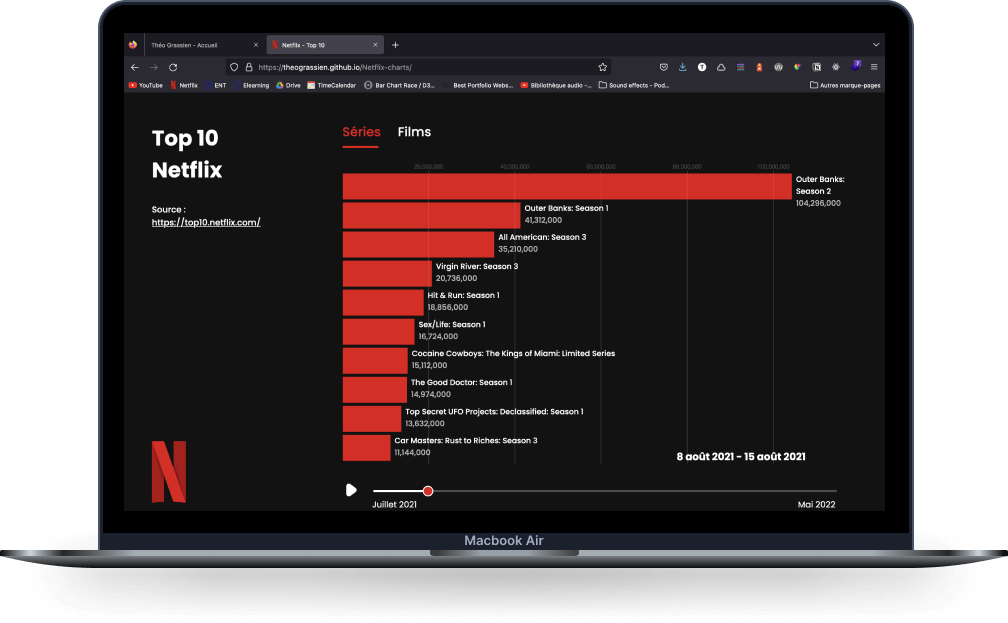 Théo Grassien - Accueil
Netflix - Top 10
https://theograssien.github.io/Netflix-charts/
YouTube
Netflix
ENT
Elearning
Drive
TimeCalendar
Bar Chart Race / D3...
Best Portfolio Webs...
Bibliothèque audio -...
Sound effects - Pod...
Autres marque-pages
Top 10
Netflix
Source :
https://top10.netflix.com/
Séries
Films
20,000,000
40,000,000
60,000,000
80,000,000
100,000,000
Outer Banks:
Season 2
104,296,000
Outer Banks: Season 1
41,312,000
All American: Season 3
35,210,000
Virgin River: Season 3
20,736,000
Hit & Run: Season 1
18,856,000
Sex/Life: Season 1
16,724,000
Cocaine Cowboys: The Kings of Miami: Limited Series
15,112,000
The Good Doctor: Season 1
14,974,000
Top Secret UFO Projects: Declassified: Season 1
13,632,000
Car Masters: Rust to Riches: Season 3
11,144,000
8 août 2021 - 15 août 2021
Juillet 2021
Mai 2022
Macbook Air